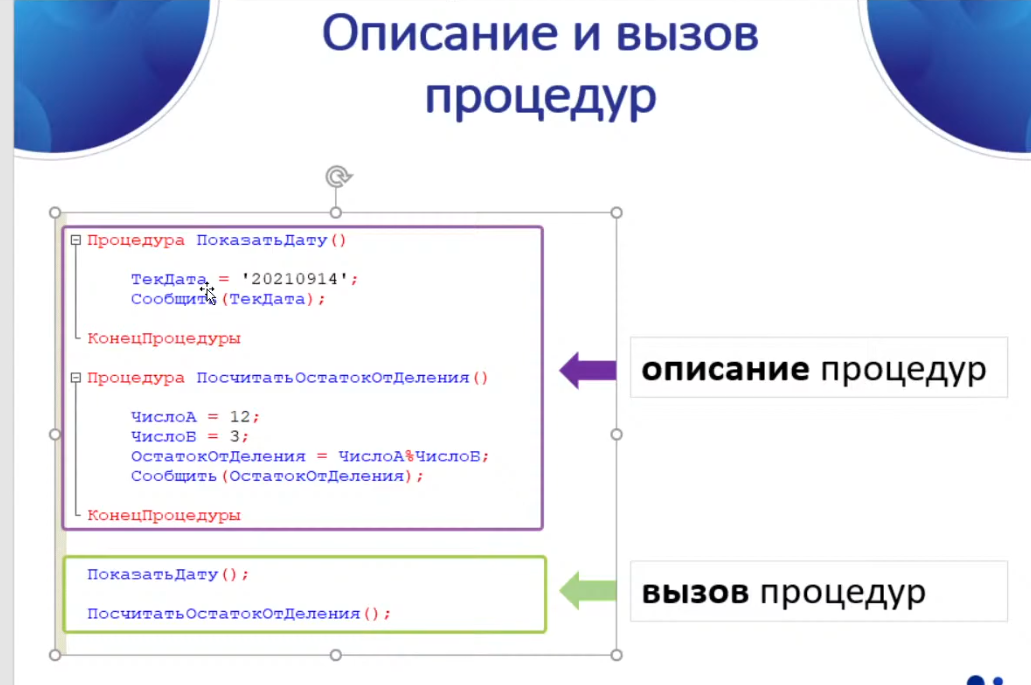 Описание и вызов
процедур
Процедура ПоказатьДату()
ТекДата = '20210914';
Сообщить(ТекДата);
КонецПроцедуры
Процедура ПосчитатьОстатокОтДеления()
ЧислоА = 12;
ЧислоБ = 3;
ОстатокОтДеления = ЧислоА%ЧислоБ;
Сообщить(ОстатокОтДеления);
КонецПроцедуры
описание процедур
ПоказатьДату();
ПосчитатьОстатокОтДеления();
вызов процедур